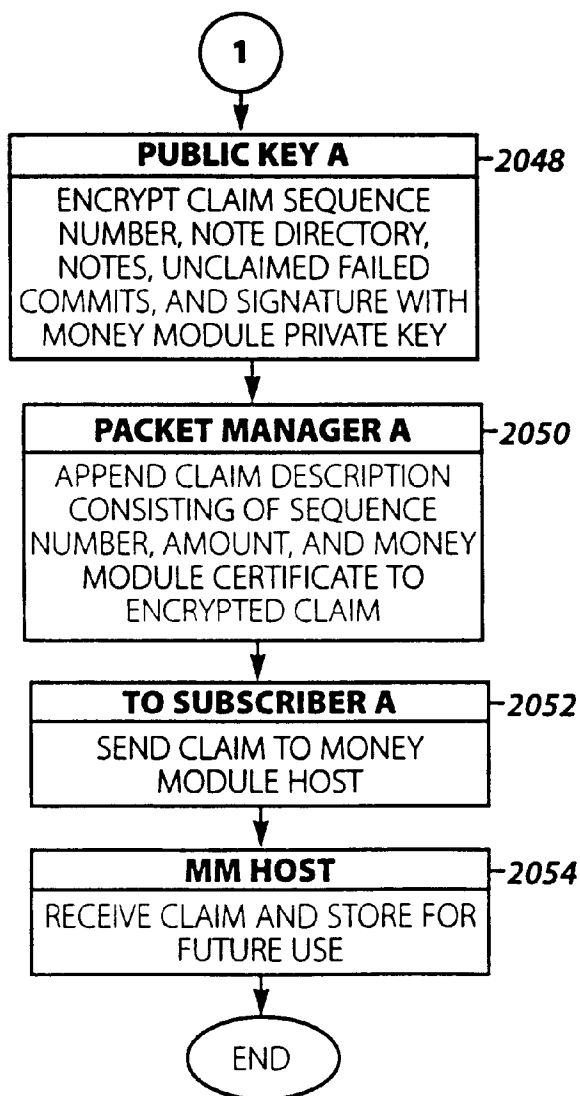 1
PUBLIC KEY A
2048
ENCRYPT CLAIM SEQUENCE
NUMBER, NOTE DIRECTORY,
NOTES, UNCLAIMED FAILED
COMMITS, AND SIGNATURE WITH
MONEY MODULE PRIVATE KEY
PACKET MANAGER A
2050
APPEND CLAIM DESCRIPTION
CONSISTING OF SEQUENCE
NUMBER, AMOUNT, AND MONEY
MODULE CERTIFICATE TO
ENCRYPTED CLAIM
TO SUBSCRIBER A
2052
SEND CLAIM TO MONEY
MODULE HOST
MM HOST
2054
RECEIVE CLAIM AND STORE FOR
FUTURE USE
END